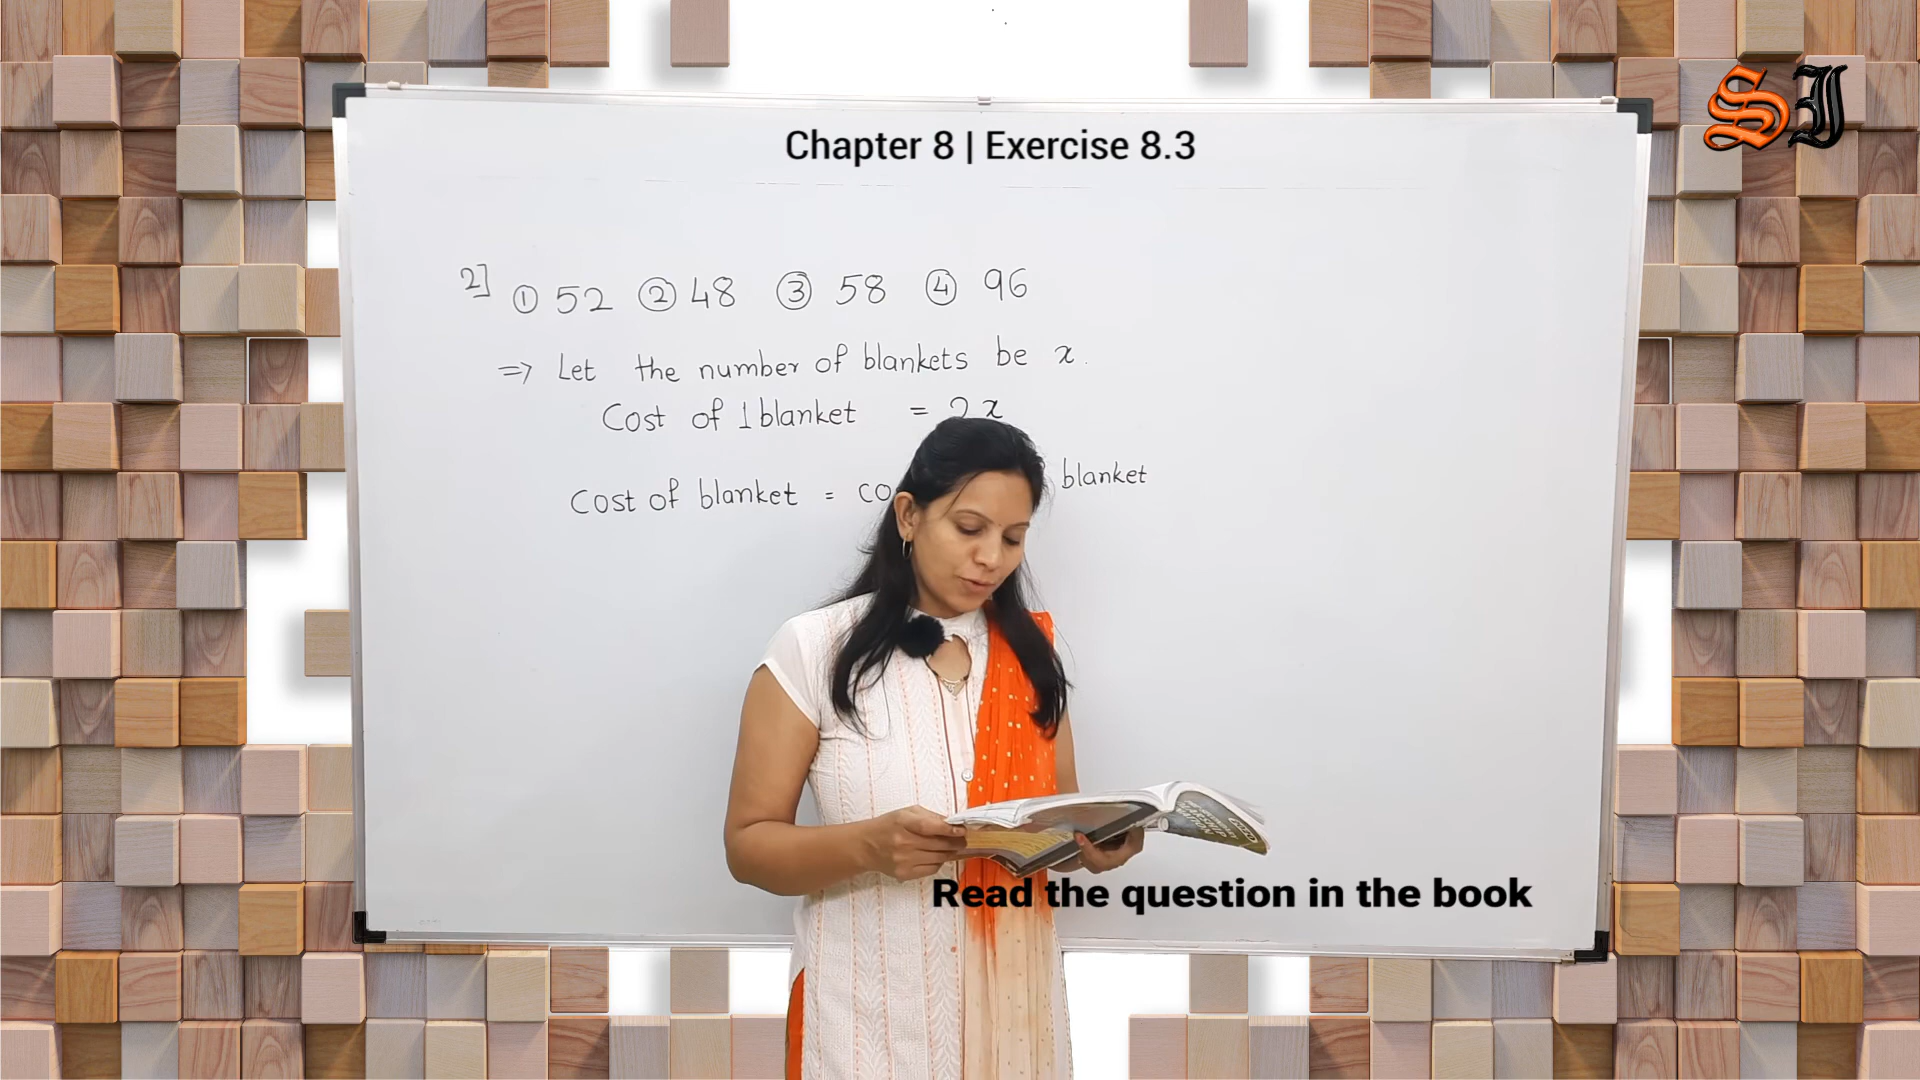 SJ
Chapter 8 | Exercise 8.3
2] ① 52 ② 48 ③ 58 ④ 96
⇒ Let the number of blankets be x.
Cost of 1 blanket = 2x
Cost of blanket = co blanket
Read the question in the book